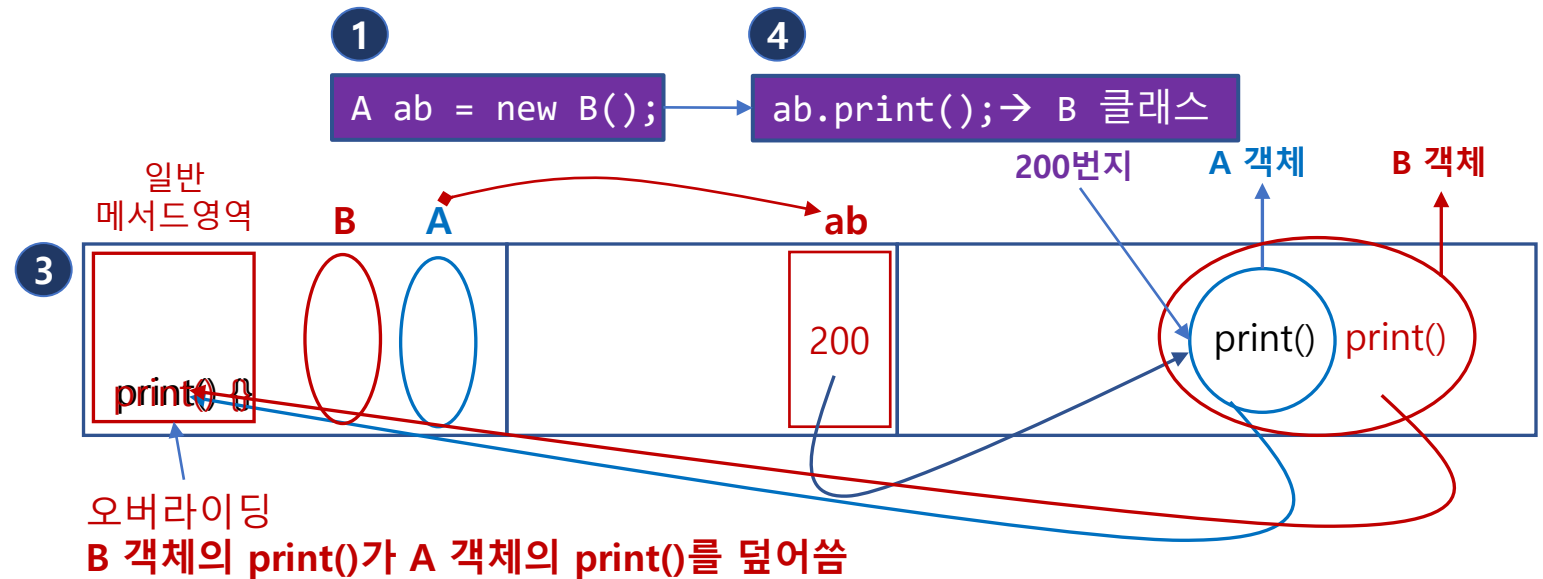 1
4
A ab = new B();
ab.print();→ B 클래스
200번지
A 객체
B 객체
일반
메서드영역
B
A
ab
3
200
print()
print()
print() {}
오버라이딩
B 객체의 print()가 A 객체의 print()를 덮어씀